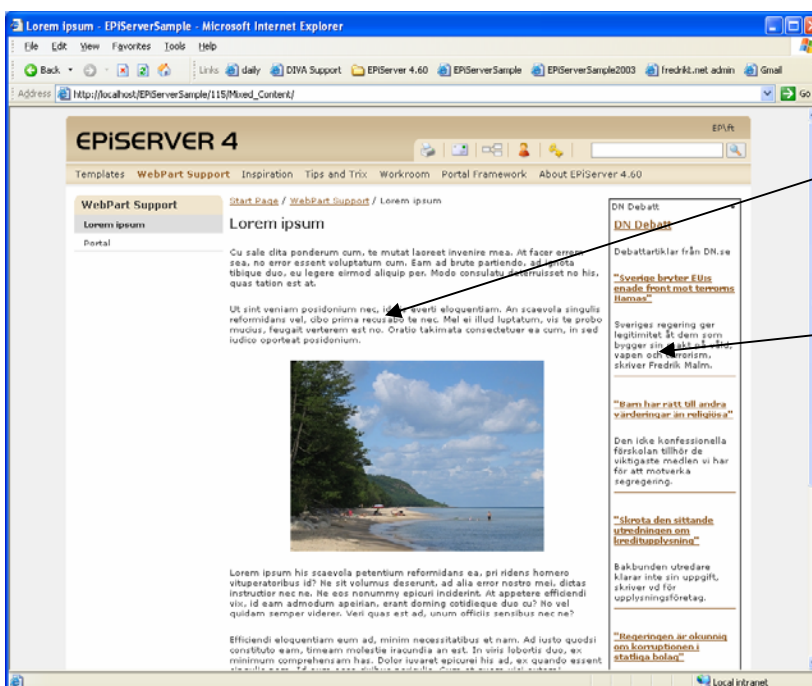 Lorem ipsum - EPiServerSample - Microsoft Internet Explorer
File Edit View Favorites Tools Help
Back Links daily DIVA Support EPiServer 4.60 EPiServerSample EPiServerSample2003 fredrikt.net admin Gmail
Address http://localhost/EPiServerSample/115/Mixed_Content/ Go
EPiSERVER 4
EP\ft
Templates WebPart Support Inspiration Tips and Trix Workroom Portal Framework About EPiServer 4.60
WebPart Support
Lorem ipsum
Portal
Start Page / WebPart Support / Lorem ipsum
Lorem ipsum
Cu sale dita ponderum cum, te mutat laoreet invenire mea. At facer errem
sea, no error essent voluptatum cum. Eam ad brute partiendo, ad ignota
tibique duo, eu legere eirmod aliquip per. Modo consulatu deterruisset no his,
quas tation est at.
Ut sint veniam posidonium nec, everti eloquentiam. An scaevola singulis
reformidans vel, cibo prima recusabo te nec. Mel ei illud luptatum, vis te probo
mucius, feugait verterem est no. Oratio takimata consectetuer ea cum, in sed
iudico oporteat posidonium.
Lorem ipsum his scaevola petentium reformidans ea, pri ridens homero
vituperatoribus id? Ne sit volumus deserunt, ad alia error nostro mei, dictas
instructior nec ne. Ne eos nonummy epicuri inciderint. At appetere efficiendi
vix, id eam admodum apeirian, erant doming cotidieque duo cu? No vel
quidam semper viderer. Veri quas est ad, unum officiis sensibus nec ne?
Efficiendi eloquentiam eum ad, minim necessitatibus et nam. Ad iusto quodsi
constituto eam, timeam molestie iracundia an est. In viris lobortis duo, ex
minimum comprehensam has. Dolor iuvaret epicurei his ad, ex quando essent
DN Debatt
DN Debatt
Debattartiklar från DN.se
"Sverige bryter EU:s
enade front mot terrorns
Hamas"
Sveriges regering ger
legitimitet åt dem som
bygger sin makt på våld,
vapen och terrorism,
skriver Fredrik Malm.
"Barn har rätt till andra
värderingar än religiösa"
Den icke konfessionella
förskolan tillhör de
viktigaste medlen vi har
för att motverka
segregering.
"Skrota den sittande
utredningen om
kreditupplysning"
Bakbunden utredare
klarar inte sin uppgift,
skriver vd för
upplysningsföretag.
"Regeringen är okunnig
om korruptionen i
statliga bolag"
Local intranet